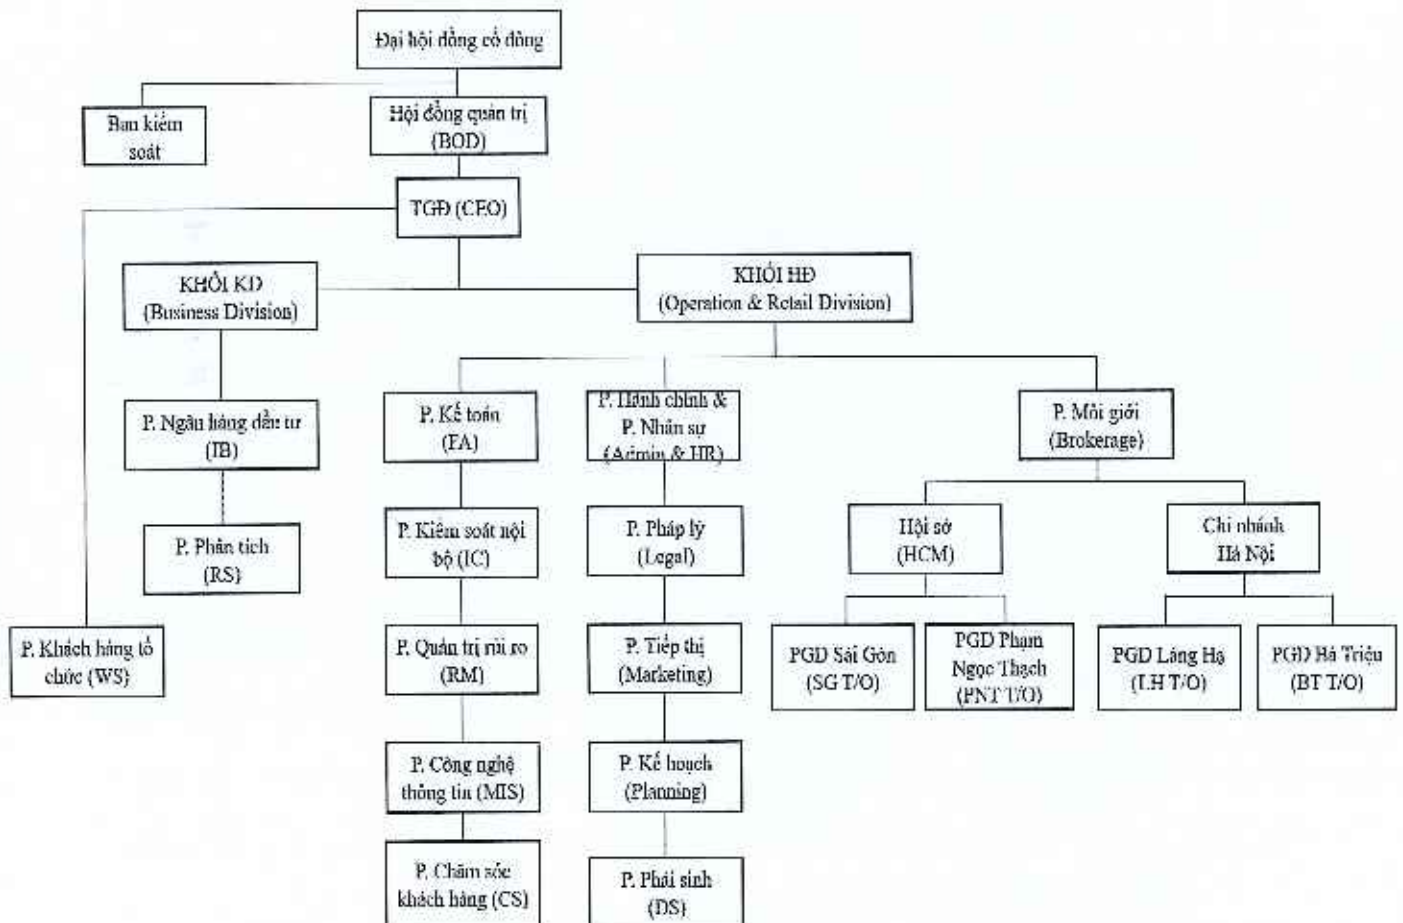 Đại hội đồng cổ đông
Ban kiểm
soát
Hội đồng quản trị
(BOD)
TGĐ (CEO)
KHỐI KD
(Business Division)
KHỐI HĐ
(Operation & Retail Division)
P. Ngân hàng đầu tư
(IB)
P. Phân tích
(RS)
P. Khách hàng tổ
chức (WS)
P. Kế toán
(FA)
P. Kiểm soát nội
bộ (IC)
P. Quản trị rủi ro
(RM)
P. Công nghệ
thông tin (MIS)
P. Chăm sóc
khách hàng (CS)
P. Hành chính &
P. Nhân sự
(Admin & HR)
P. Pháp lý
(Legal)
P. Tiếp thị
(Marketing)
P. Kế hoạch
(Planning)
P. Phái sinh
(DS)
P. Môi giới
(Brokerage)
Hội sở
(HCM)
Chi nhánh
Hà Nội
PGD Sài Gòn
(SG T/O)
PGD Phạm
Ngọc Thạch
(PNT T/O)
PGD Láng Hạ
(LH T/O)
PGD Bà Triệu
(BT T/O)